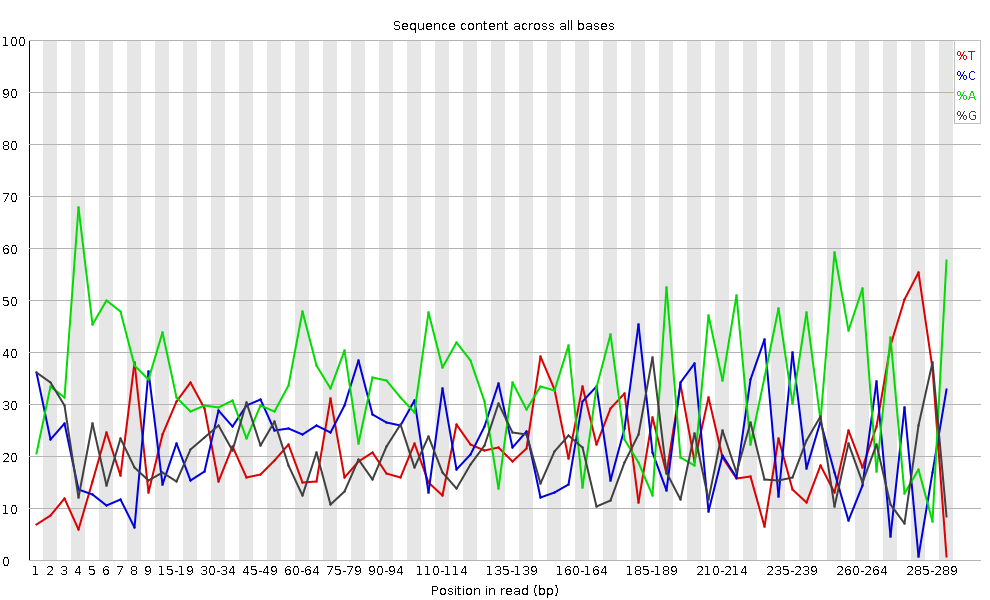 Sequence content across all bases
%T
%C
%A
%G
100
90
80
70
60
50
40
30
20
10
0
1 2 3 4 5 6 7 8 9 15-19 30-34 45-49 60-64 75-79 90-94 110-114 135-139 160-164 185-189 210-214 235-239 260-264 285-289
Position in read (bp)